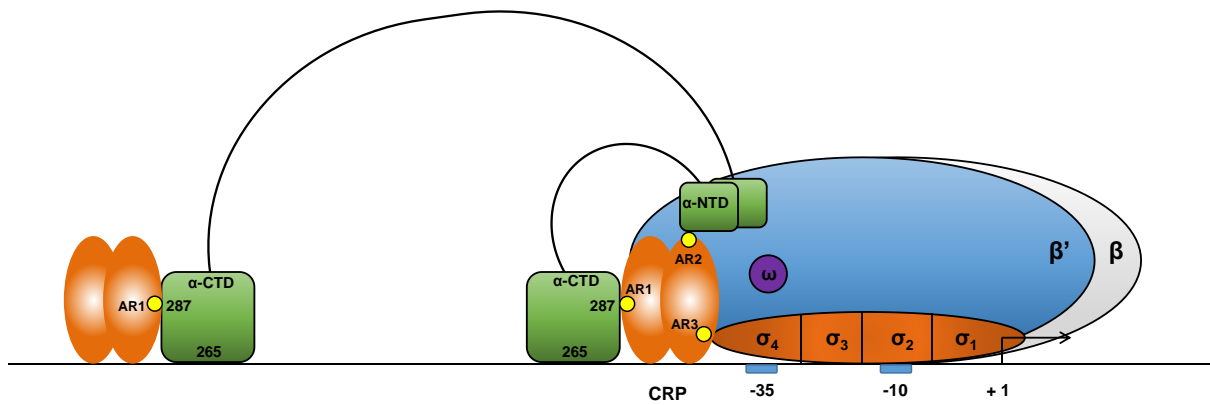 α-NTD
β’
β
AR2
ω
α-CTD
α-CTD
AR1
287
287
AR1
AR3
σ4
σ3
σ2
σ1
265
265
CRP
-35
-10
+ 1